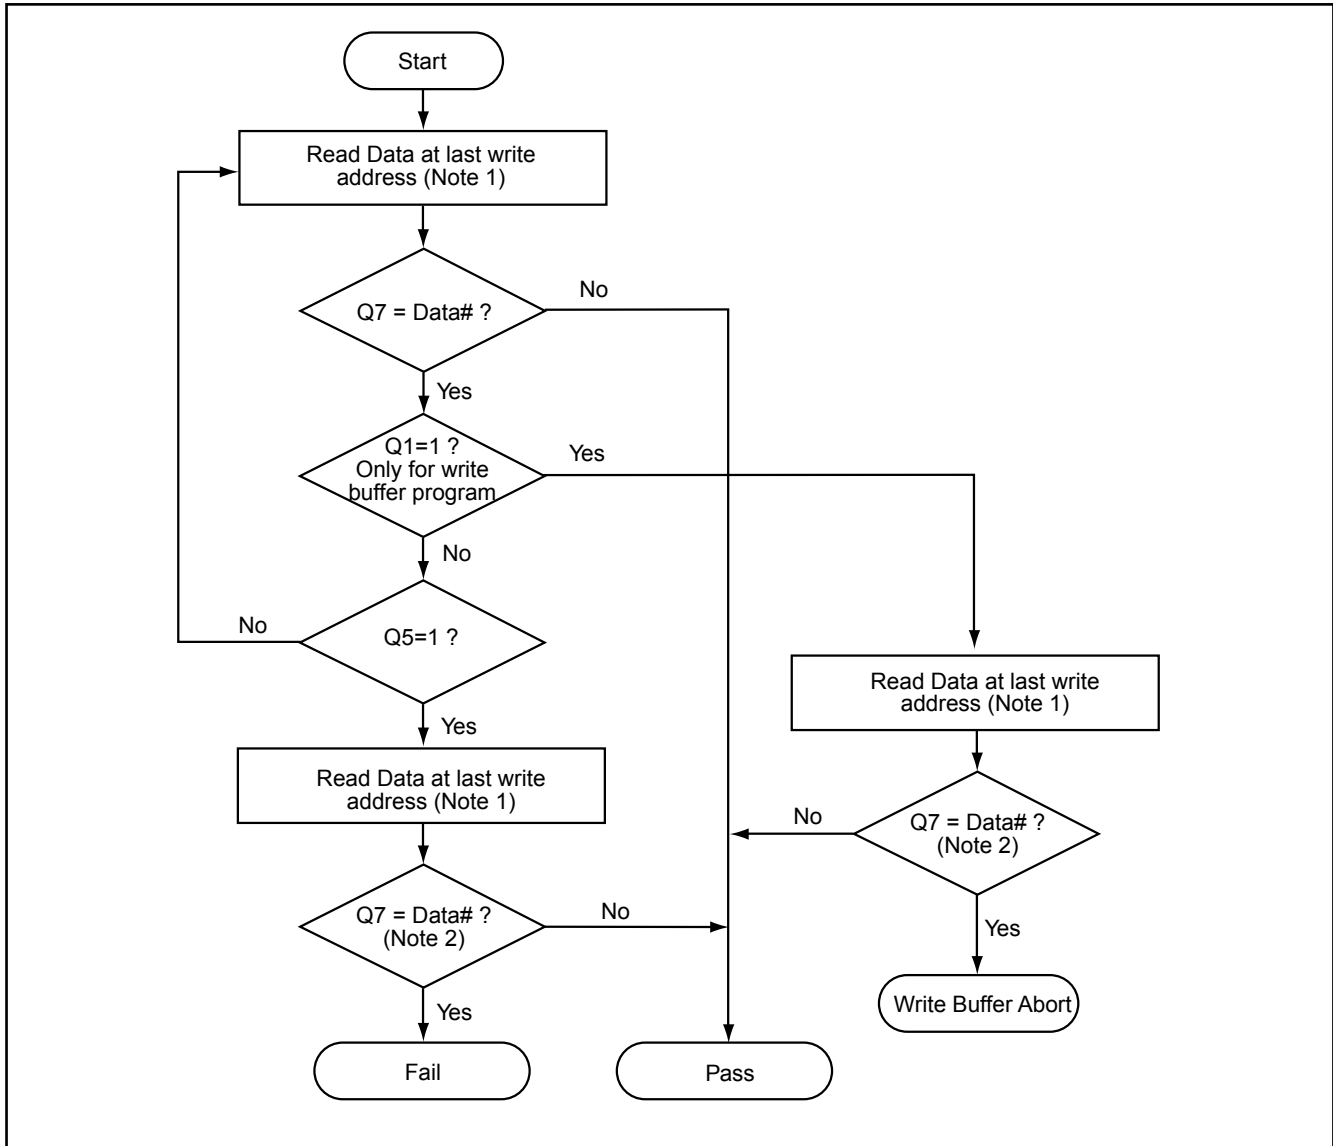 Start
Read Data at last write
address (Note 1)
Q7 = Data# ?
No
Yes
Q1=1 ?
Only for write
buffer program
Yes
No
Q5=1 ?
No
Yes
Read Data at last write
address (Note 1)
Q7 = Data# ?
(Note 2)
No
Yes
Fail
Pass
Read Data at last write
address (Note 1)
Q7 = Data# ?
(Note 2)
No
Yes
Write Buffer Abort